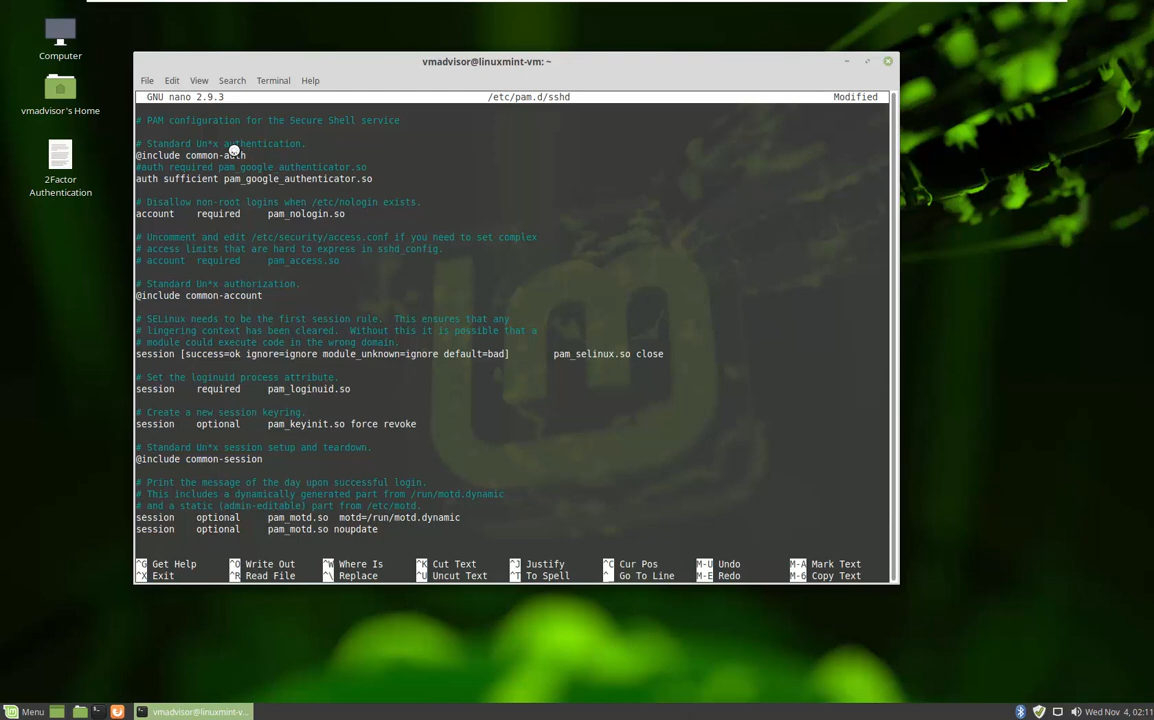 Computer
vmadvisor's Home
2Factor
Authentication
vmadvisor@linuxmint-vm: ~
File Edit View Search Terminal Help
GNU nano 2.9.3 /etc/pam.d/sshd Modified
# PAM configuration for the Secure Shell service
# Standard Un*x authentication.
@include common-auth
#auth required pam_google_authenticator.so
auth sufficient pam_google_authenticator.so
# Disallow non-root logins when /etc/nologin exists.
account required pam_nologin.so
# Uncomment and edit /etc/security/access.conf if you need to set complex
# access limits that are hard to express in sshd_config.
# account required pam_access.so
# Standard Un*x authorization.
@include common-account
# SELinux needs to be the first session rule. This ensures that any
# lingering context has been cleared. Without this it is possible that a
# module could execute code in the wrong domain.
session [success=ok ignore=ignore module_unknown=ignore default=bad] pam_selinux.so close
# Set the loginuid process attribute.
session required pam_loginuid.so
# Create a new session keyring.
session optional pam_keyinit.so force revoke
# Standard Un*x session setup and teardown.
@include common-session
# Print the message of the day upon successful login.
# This includes a dynamically generated part from /run/motd.dynamic
# and a static (admin-editable) part from /etc/motd.
session optional pam_motd.so motd=/run/motd.dynamic
session optional pam_motd.so noupdate
^G Get Help ^O Write Out ^W Where Is ^K Cut Text ^J Justify ^C Cur Pos M-U Undo M-A Mark Text
^X Exit ^R Read File ^\ Replace ^U Uncut Text ^T To Spell ^_ Go To Line M-E Redo M-6 Copy Text
Menu vmadvisor@linuxmint-v... Wed Nov 4, 02:11